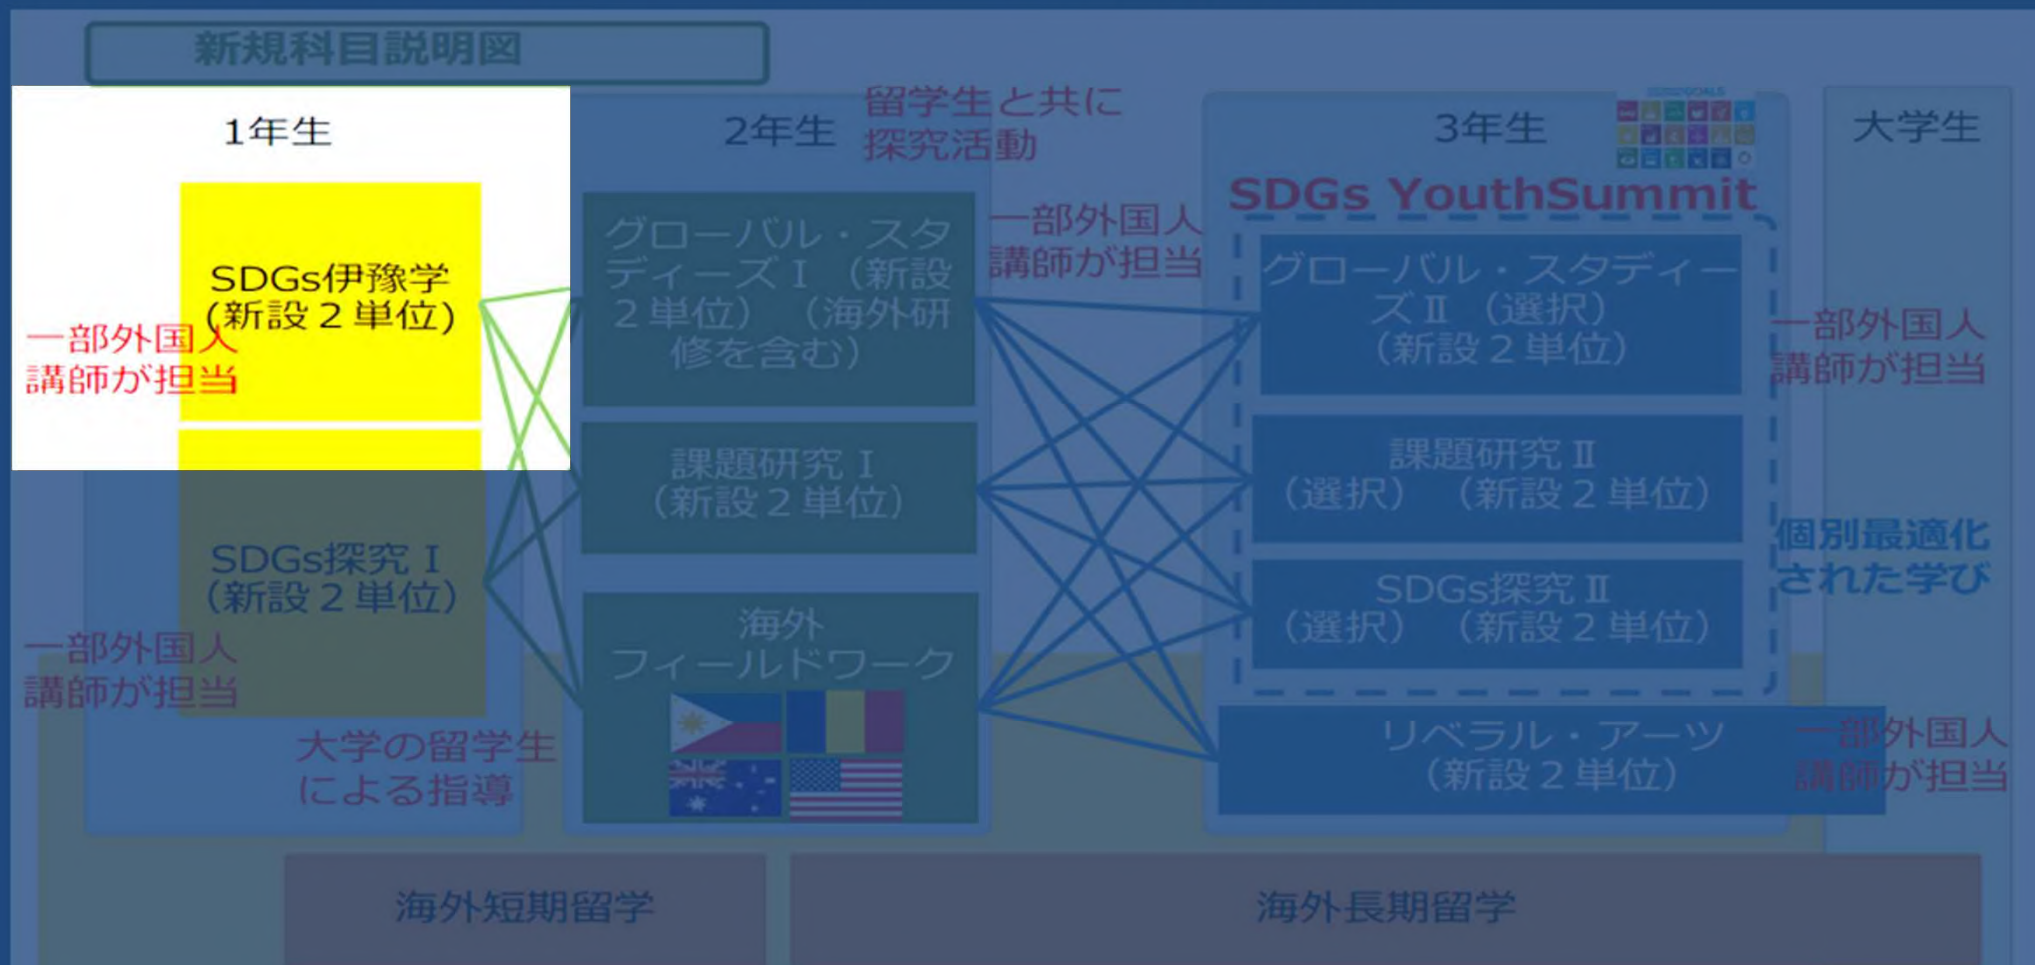 新規科目説明図
1年生
SDGs伊豫学
(新設２単位)
一部外国人
講師が担当
SDGs探究Ⅰ
（新設２単位）
一部外国人
講師が担当
大学の留学生
による指導
2年生
留学生と共に
探究活動
グローバル・スタ
ディーズⅠ（新設
２単位）（海外研
修を含む）
一部外国人
講師が担当
課題研究Ⅰ
（新設２単位）
海外
フィールドワーク
3年生
SDGs YouthSummit
グローバル・スタディー
ズⅡ（選択）
（新設２単位）
一部外国人
講師が担当
課題研究Ⅱ
（選択）（新設２単位）
SDGs探究Ⅱ
（選択）（新設２単位）
個別最適化
された学び
リベラル・アーツ
（新設２単位）
一部外国人
講師が担当
大学生
海外短期留学
海外長期留学